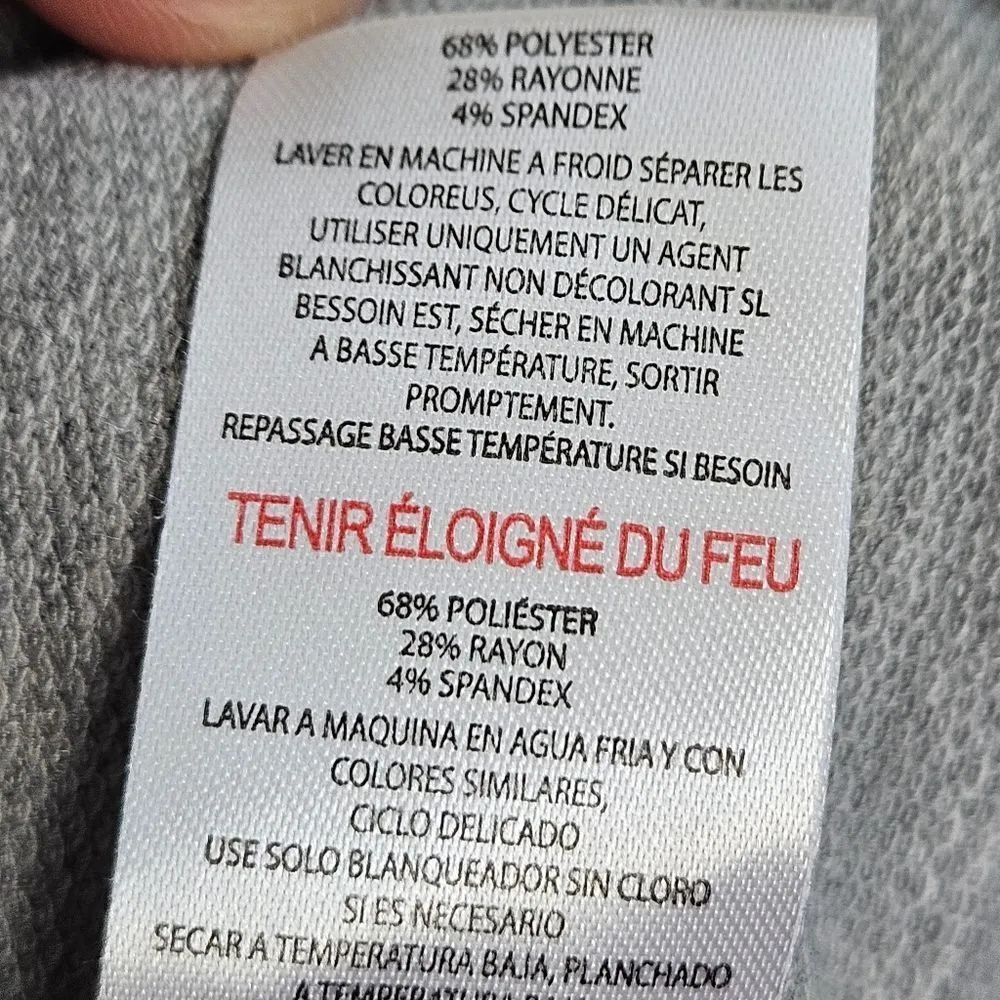 68% POLYESTER
28% RAYONNE
4% SPANDEX
LAVER EN MACHINE A FROID SÉPARER LES
COLOREUS, CYCLE DÉLICAT,
UTILISER UNIQUEMENT UN AGENT
BLANCHISSANT NON DÉCOLORANT SL
BESSOIN EST, SÉCHER EN MACHINE
A BASSE TEMPÉRATURE, SORTIR
PROMPTEMENT.
REPASSAGE BASSE TEMPÉRATURE SI BESOIN
TENIR ÉLOIGNÉ DU FEU
68% POLIÉSTER
28% RAYON
4% SPANDEX
LAVAR A MAQUINA EN AGUA FRIA Y CON
COLORES SIMILARES,
CICLO DELICADO
USE SOLO BLANQUEADOR SIN CLORO
SI ES NECESARIO
SECAR A TEMPERATURA BAJA, PLANCHADO
A TEMPERATURA